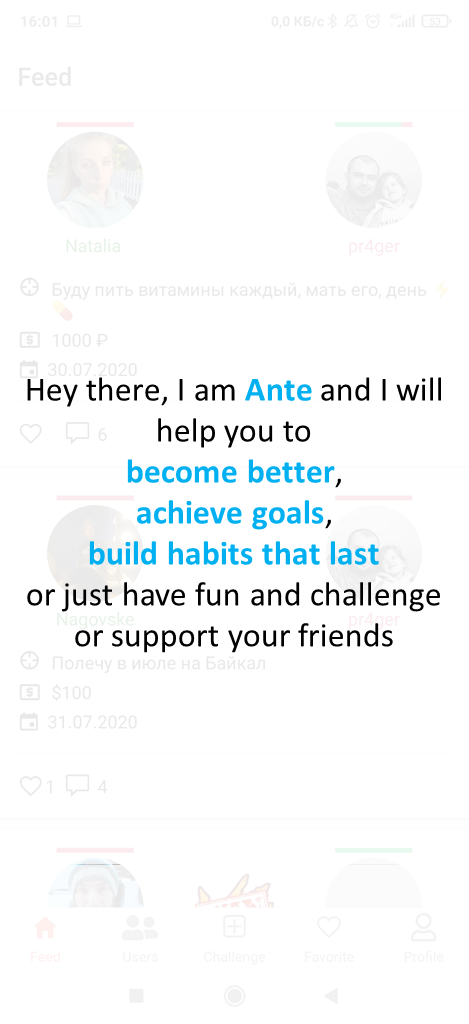 16:01 0,0 КБ/с 4G 53
Feed
Natalia pr4ger
Буду пить витамины каждый, мать его, день ⚡
💊
1000 ₽
30.07.2020
Hey there, I am Ante and I will
6 help you to
become better,
achieve goals,
build habits that last
or just have fun and challenge
Nagovske pr4ger
or support your friends
Полечу в июле на Байкал
$100
31.07.2020
1 4
Feed Users Challenge Favorite Profile